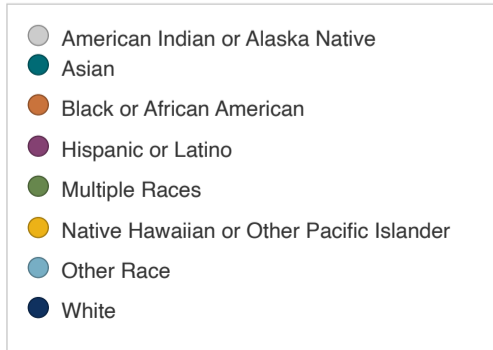 American Indian or Alaska Native
Asian
Black or African American
Hispanic or Latino
Multiple Races
Native Hawaiian or Other Pacific Islander
Other Race
White